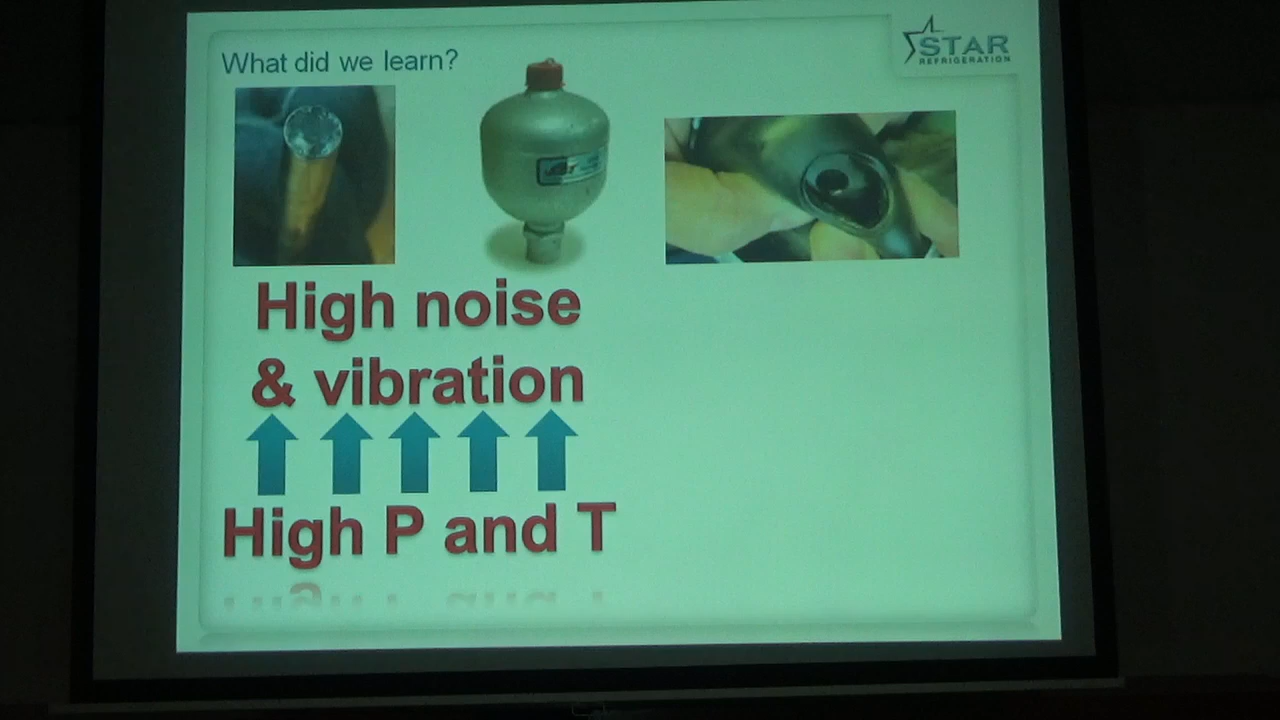 What did we learn?
STAR
REFRIGERATION
High noise
& vibration
High P and T